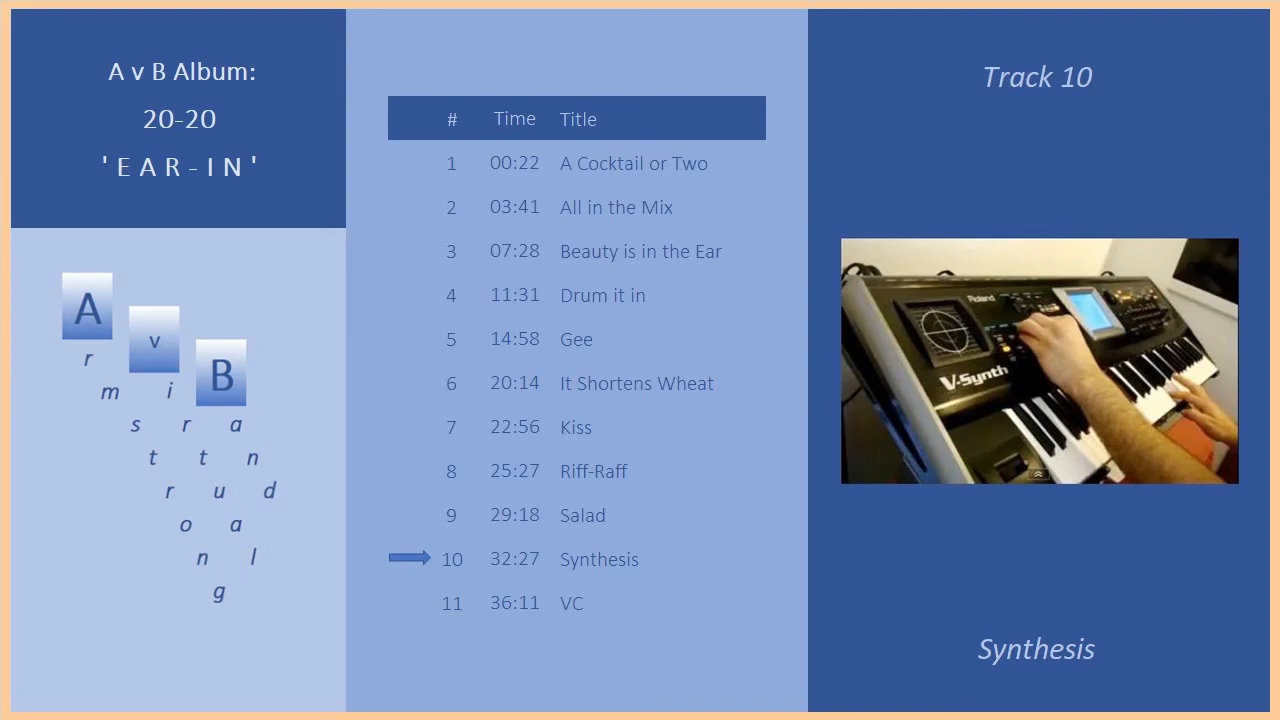 A v B Album:
20-20
'EAR-IN'
A
v
B
r
m i
s r a
t t n
r u d
o a
n l
g
# Time Title
1 00:22 A Cocktail or Two
2 03:41 All in the Mix
3 07:28 Beauty is in the Ear
4 11:31 Drum it in
5 14:58 Gee
6 20:14 It Shortens Wheat
7 22:56 Kiss
8 25:27 Riff-Raff
9 29:18 Salad
10 32:27 Synthesis
11 36:11 VC
Track 10
Roland
V-Synth
Synthesis